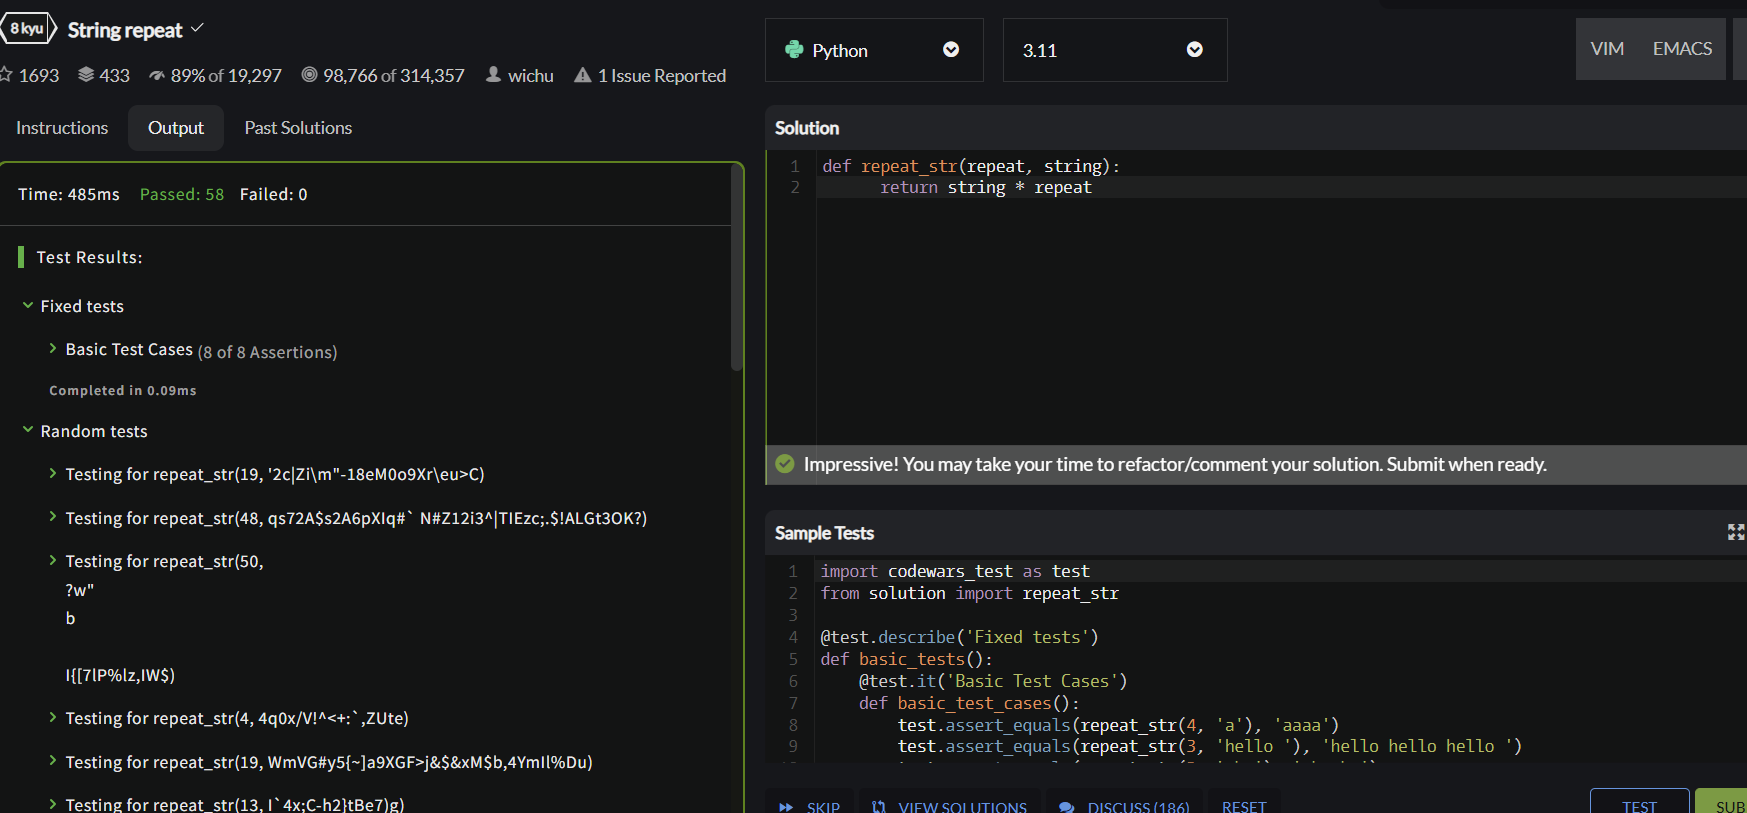 8 kyu String repeat
1693 433 89% of 19,297 98,766 of 314,357 wichu 1 Issue Reported
Instructions Output Past Solutions
Time: 485ms Passed: 58 Failed: 0
Test Results:
Fixed tests
Basic Test Cases (8 of 8 Assertions)
Completed in 0.09ms
Random tests
Testing for repeat_str(19, '2c|Zi\m"-18eM0o9Xr\eu>C)
Testing for repeat_str(48, qs72A$s2A6pXIq#` N#Z12i3^|TIEzc;.$!ALGt3OK?)
Testing for repeat_str(50,
?w"
b
I{[7lP%lz,IW$)
Testing for repeat_str(4, 4q0x/V!^<+:`,ZUte)
Testing for repeat_str(19, WmVG#y5{~]a9XGF>j&$&xM$b,4YmIl%Du)
Testing for repeat_str(13, I`4x;C-h2}tBe7)g)
Python 3.11 VIM EMACS
Solution
1 def repeat_str(repeat, string):
2 return string * repeat
Impressive! You may take your time to refactor/comment your solution. Submit when ready.
Sample Tests
1 import codewars_test as test
2 from solution import repeat_str
3
4 @test.describe('Fixed tests')
5 def basic_tests():
6 @test.it('Basic Test Cases')
7 def basic_test_cases():
8 test.assert_equals(repeat_str(4, 'a'), 'aaaa')
9 test.assert_equals(repeat_str(3, 'hello '), 'hello hello hello ')
SKIP VIEW SOLUTIONS DISCUSS (186) RESET TEST SUB